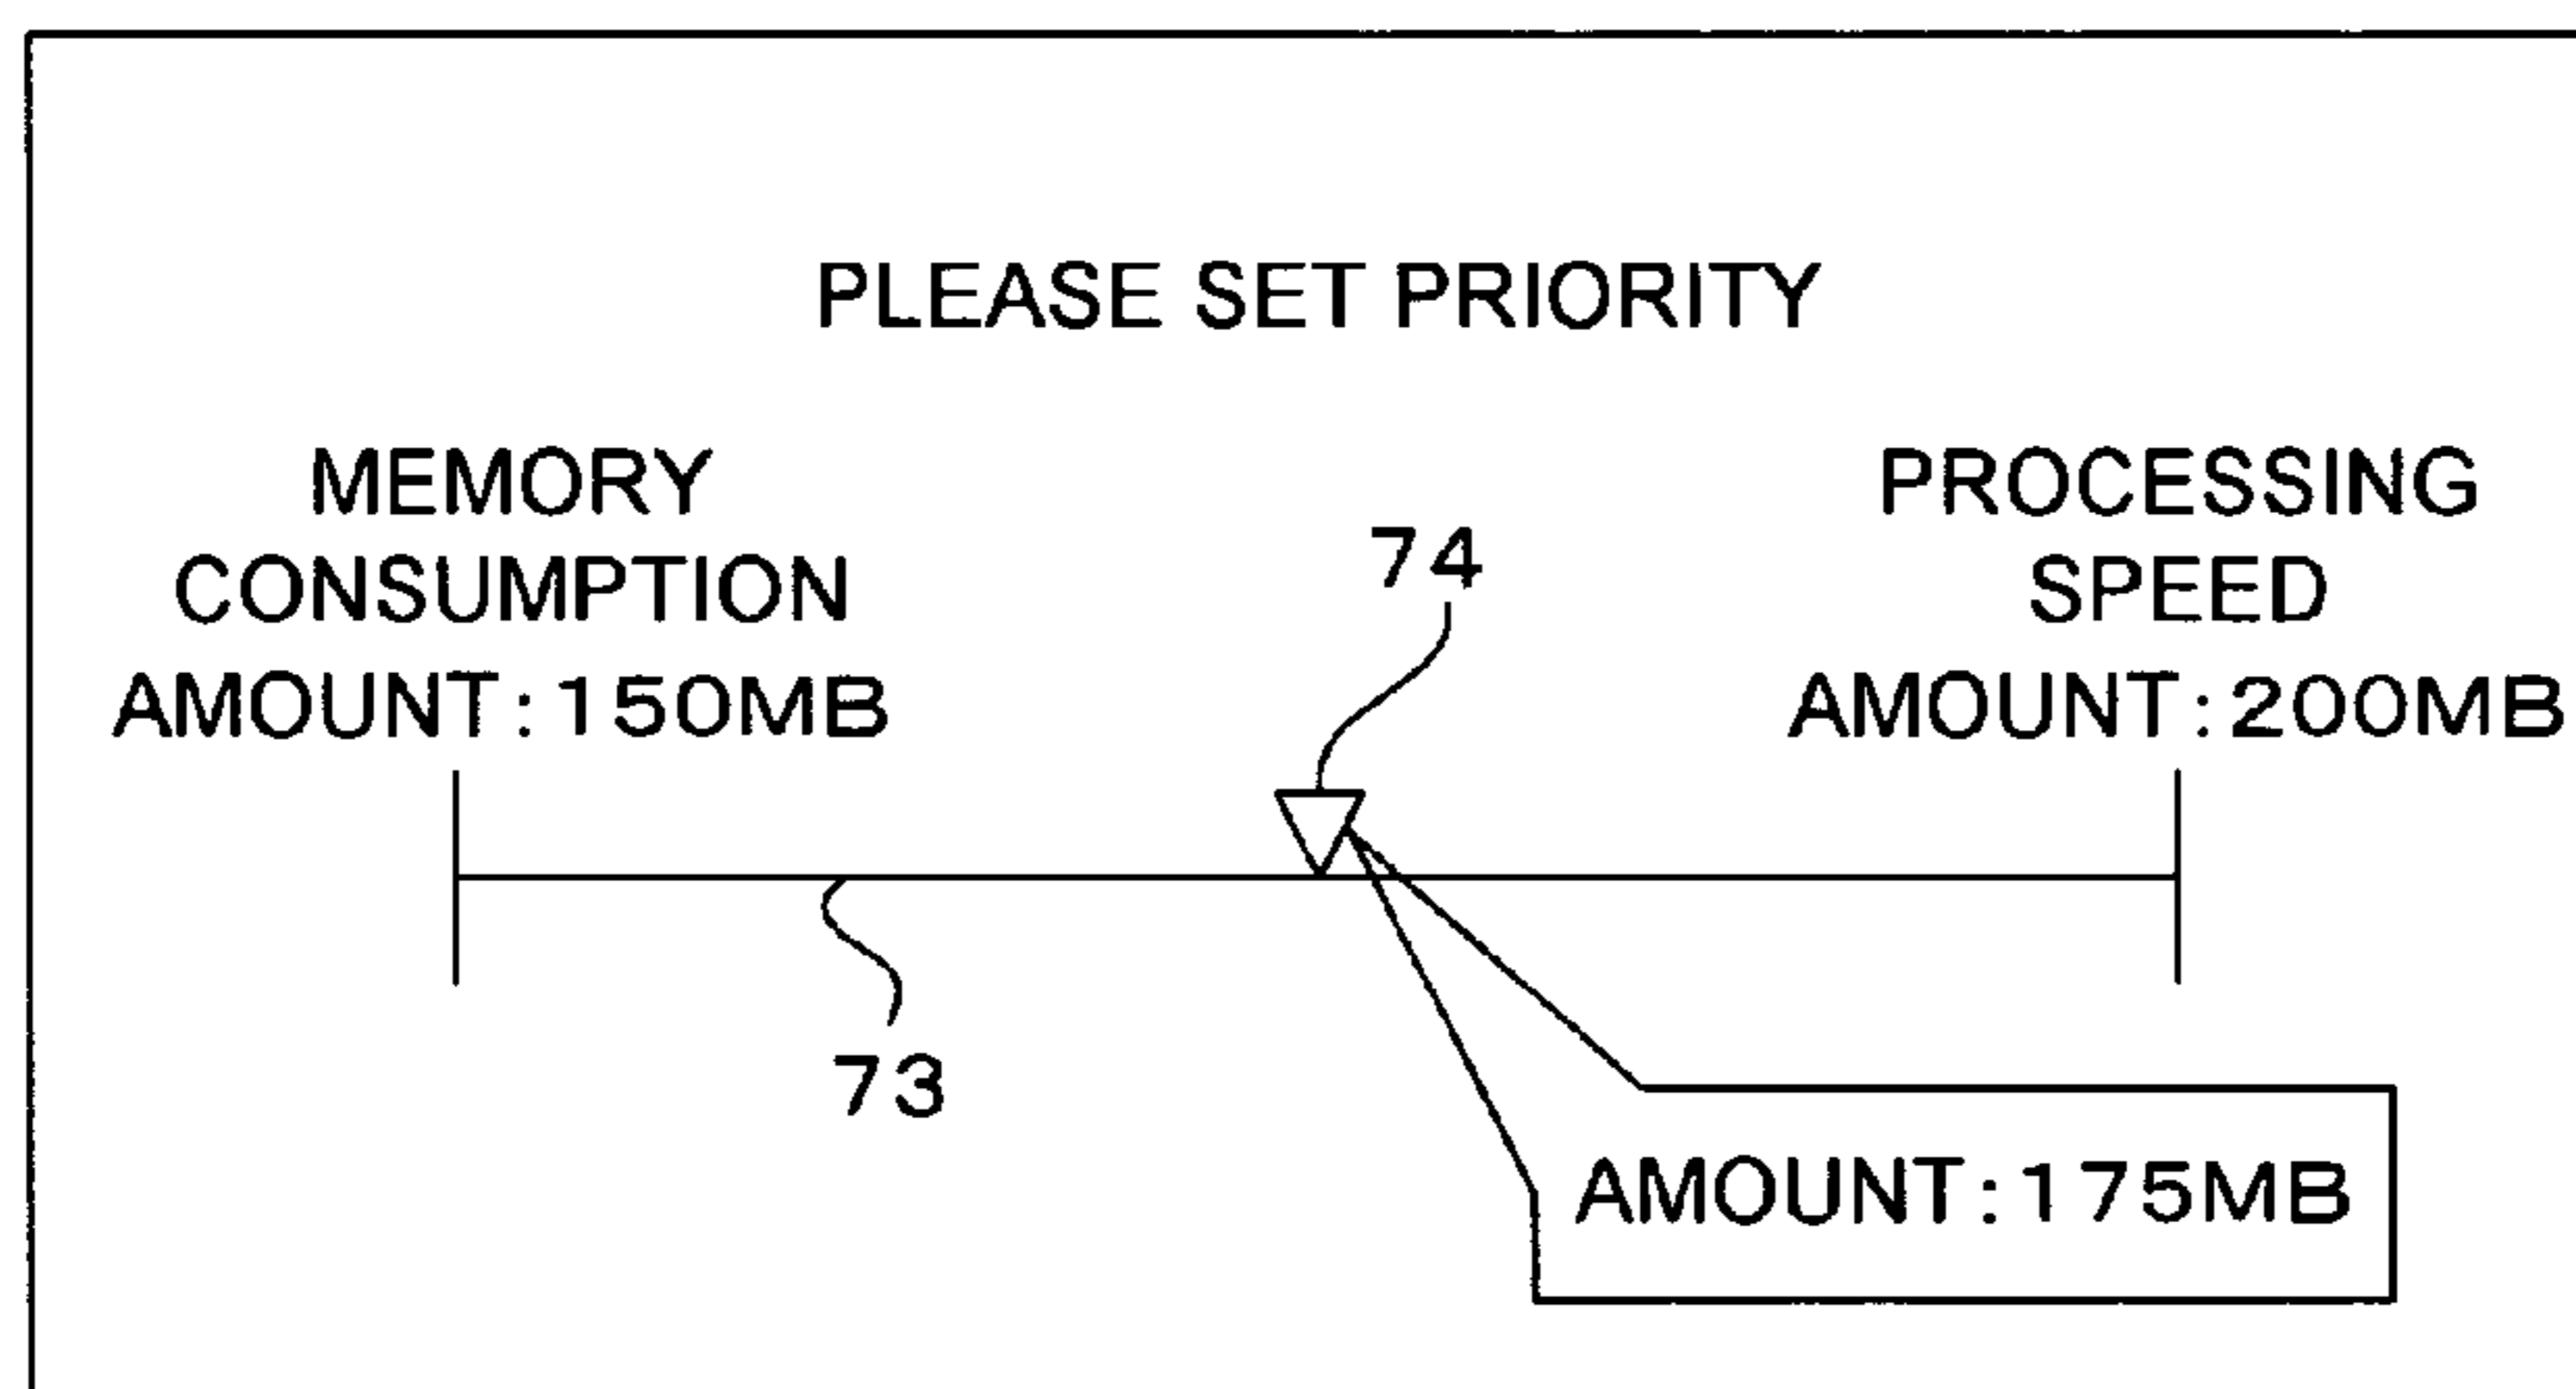 PLEASE SET PRIORITY
MEMORY
CONSUMPTION
AMOUNT:150MB
PROCESSING
SPEED
AMOUNT:200MB
74
73
AMOUNT:175MB